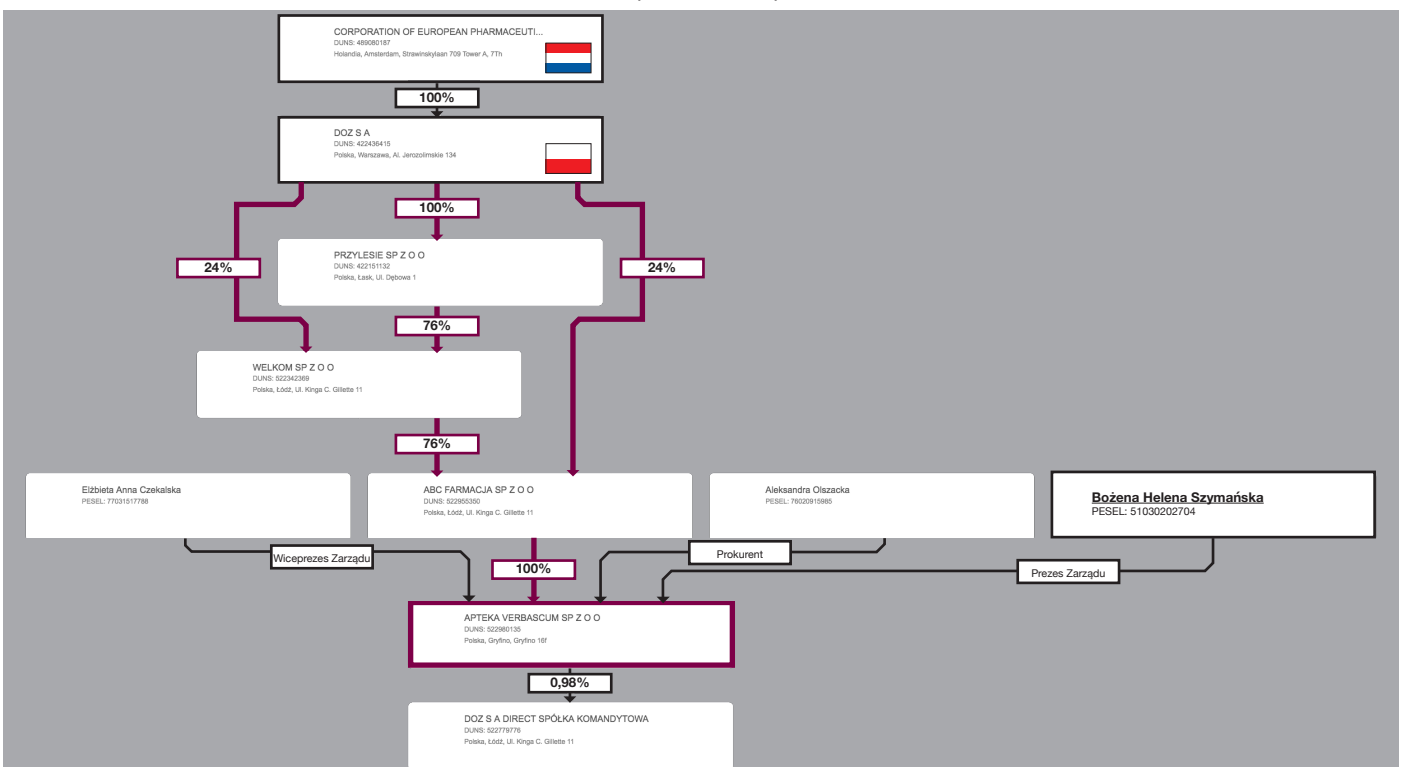 CORPORATION OF EUROPEAN PHARMACEUTI...
DUNS: 489080187
Holandia, Amsterdam, Strawinskylaan 709 Tower A, 7Th
100%
DOZ S A
DUNS: 422436415
Polska, Warszawa, Al. Jerozolimskie 134
100%
PRZYLESIE SP Z O O
DUNS: 422151132
Polska, Łask, Ul. Dębowa 1
24%
24%
76%
WELKOM SP Z O O
DUNS: 522342369
Polska, Łódź, Ul. Kinga C. Gillette 11
76%
Elżbieta Anna Czekalska
PESEL: 77031517788
ABC FARMACJA SP Z O O
DUNS: 522955350
Polska, Łódź, Ul. Kinga C. Gillette 11
Aleksandra Olszacka
PESEL: 76020915985
Bożena Helena Szymańska
PESEL: 51030202704
Wiceprezes Zarządu
100%
Prokurent
Prezes Zarządu
APTEKA VERBASCUM SP Z O O
DUNS: 522980135
Polska, Gryfino, Gryfino 16f
0,98%
DOZ S A DIRECT SPÓŁKA KOMANDYTOWA
DUNS: 522779776
Polska, Łódź, Ul. Kinga C. Gillette 11